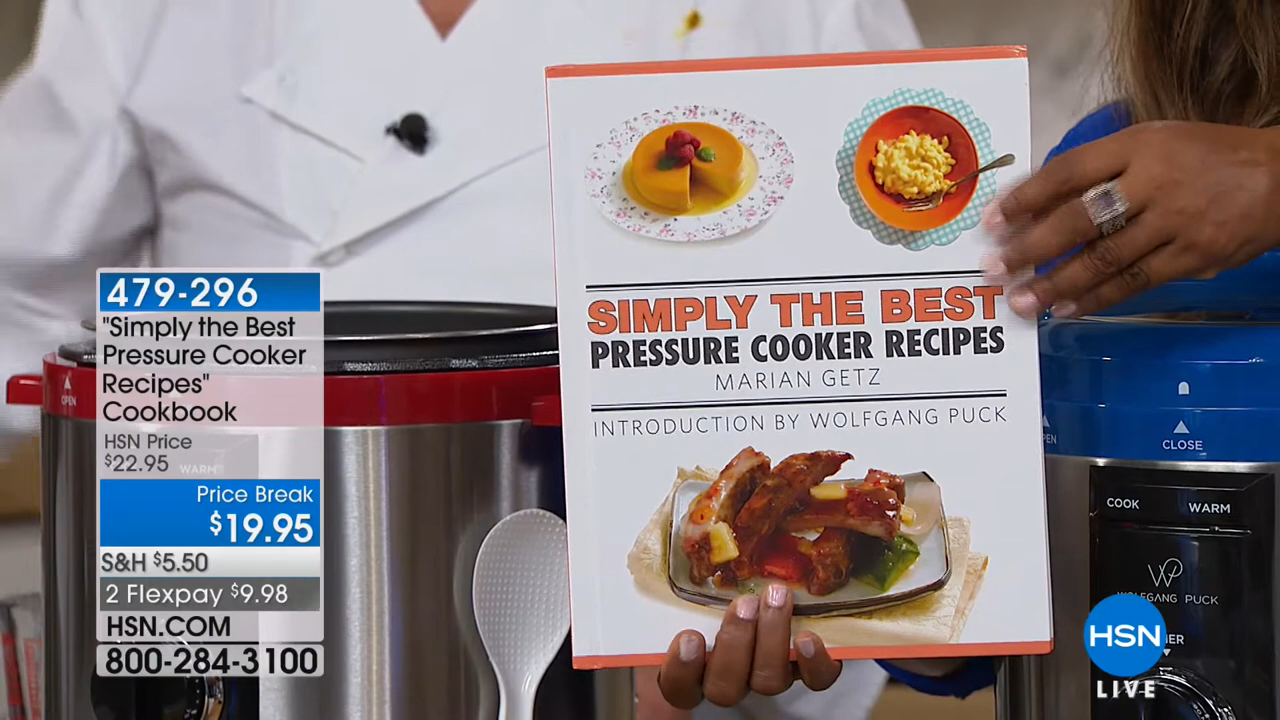 479-296
"Simply the Best
Pressure Cooker
Recipes"
Cookbook
HSN Price
$22.95
Price Break
$19.95
S&H $5.50
2 Flexpay $9.98
HSN.COM
800-284-3100
OPEN
WARM
SIMPLY THE BEST
PRESSURE COOKER RECIPES
MARIAN GETZ
INTRODUCTION BY WOLFGANG PUCK
CLOSE
COOK WARM
WP
WOLFGANG PUCK
HSN
LIVE